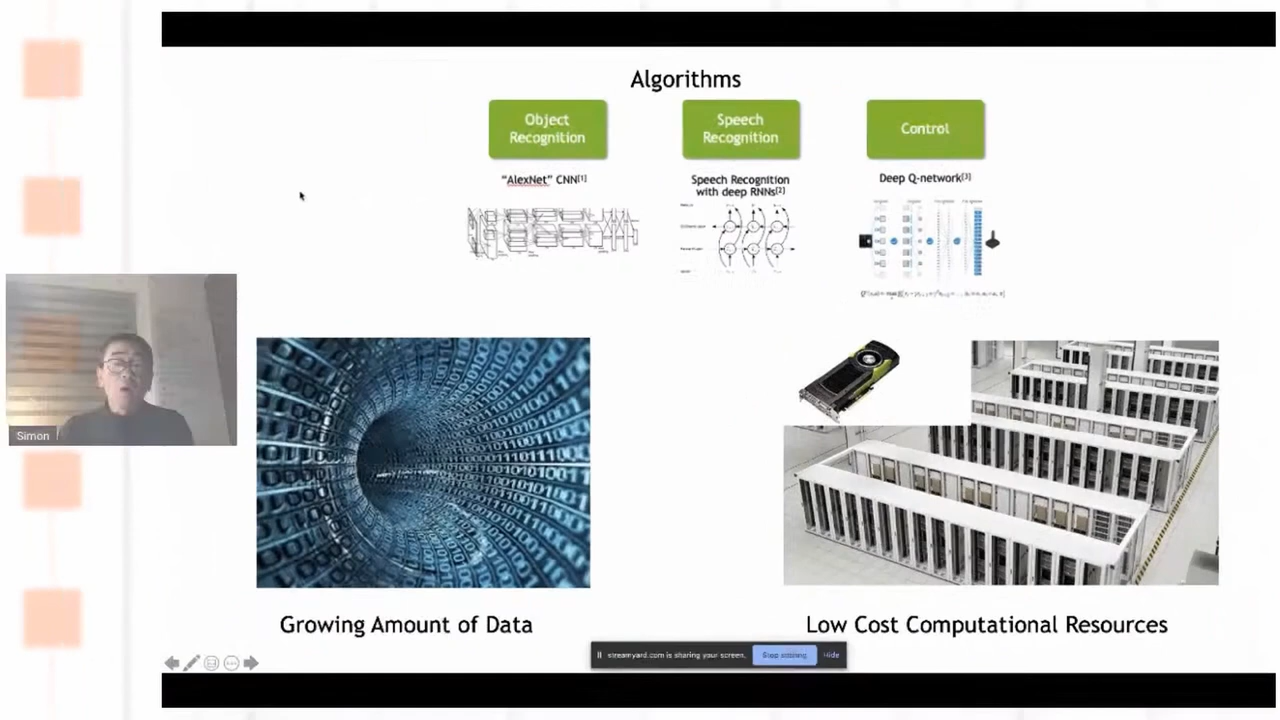 Algorithms
Object
Recognition
Speech
Recognition
Control
"AlexNet" CNN[1]
Speech Recognition
with deep RNNs[2]
Deep Q-network[3]
Simon
Growing Amount of Data
Low Cost Computational Resources
streamyard.com is sharing your screen.
Stop sharing
Hide